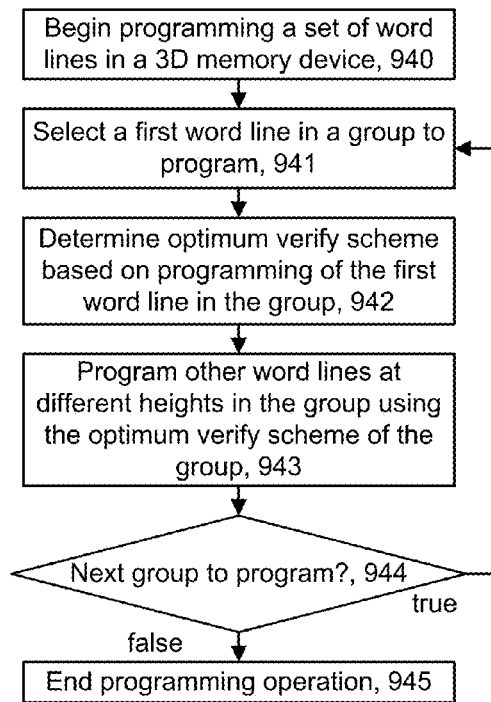 Begin programming a set of word
lines in a 3D memory device, 940
Select a first word line in a group to
program, 941
Determine optimum verify scheme
based on programming of the first
word line in the group, 942
Program other word lines at
different heights in the group using
the optimum verify scheme of the
group, 943
Next group to program?, 944
true
false
End programming operation, 945